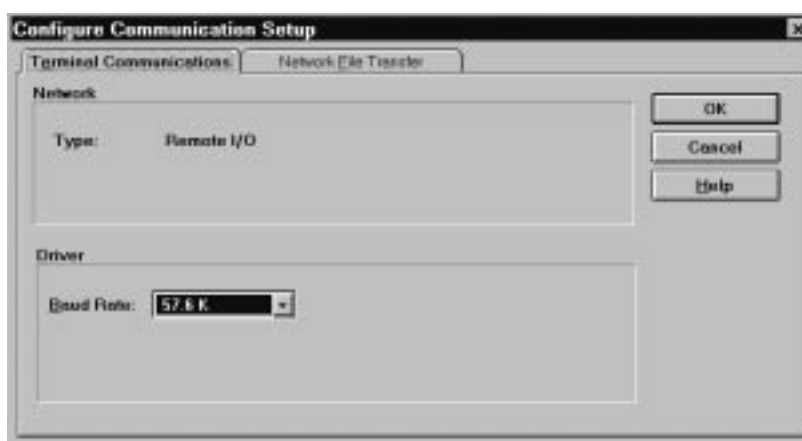 Configure Communication Setup
Terminal Communications
Network File Transfer
Network
Type: Remote I/O
OK
Cancel
Help
Driver
Baud Rate: 57.6 K